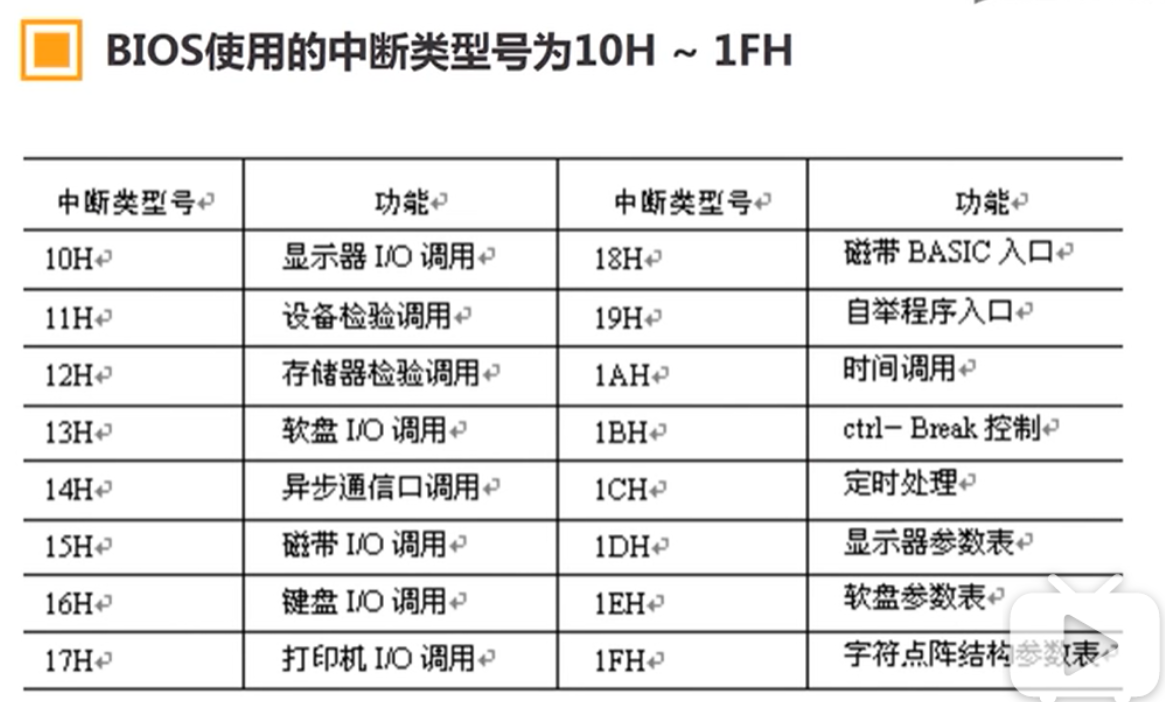 BIOS使用的中断类型号为10H ~ 1FH
中断类型号 功能 中断类型号 功能
10H 显示器 I/O 调用 18H 磁带 BASIC 入口
11H 设备检验调用 19H 自举程序入口
12H 存储器检验调用 1AH 时间调用
13H 软盘 I/O 调用 1BH ctrl- Break 控制
14H 异步通信口调用 1CH 定时处理
15H 磁带 I/O 调用 1DH 显示器参数表
16H 键盘 I/O 调用 1EH 软盘参数表
17H 打印机 I/O 调用 1FH 字符点阵结构参数表